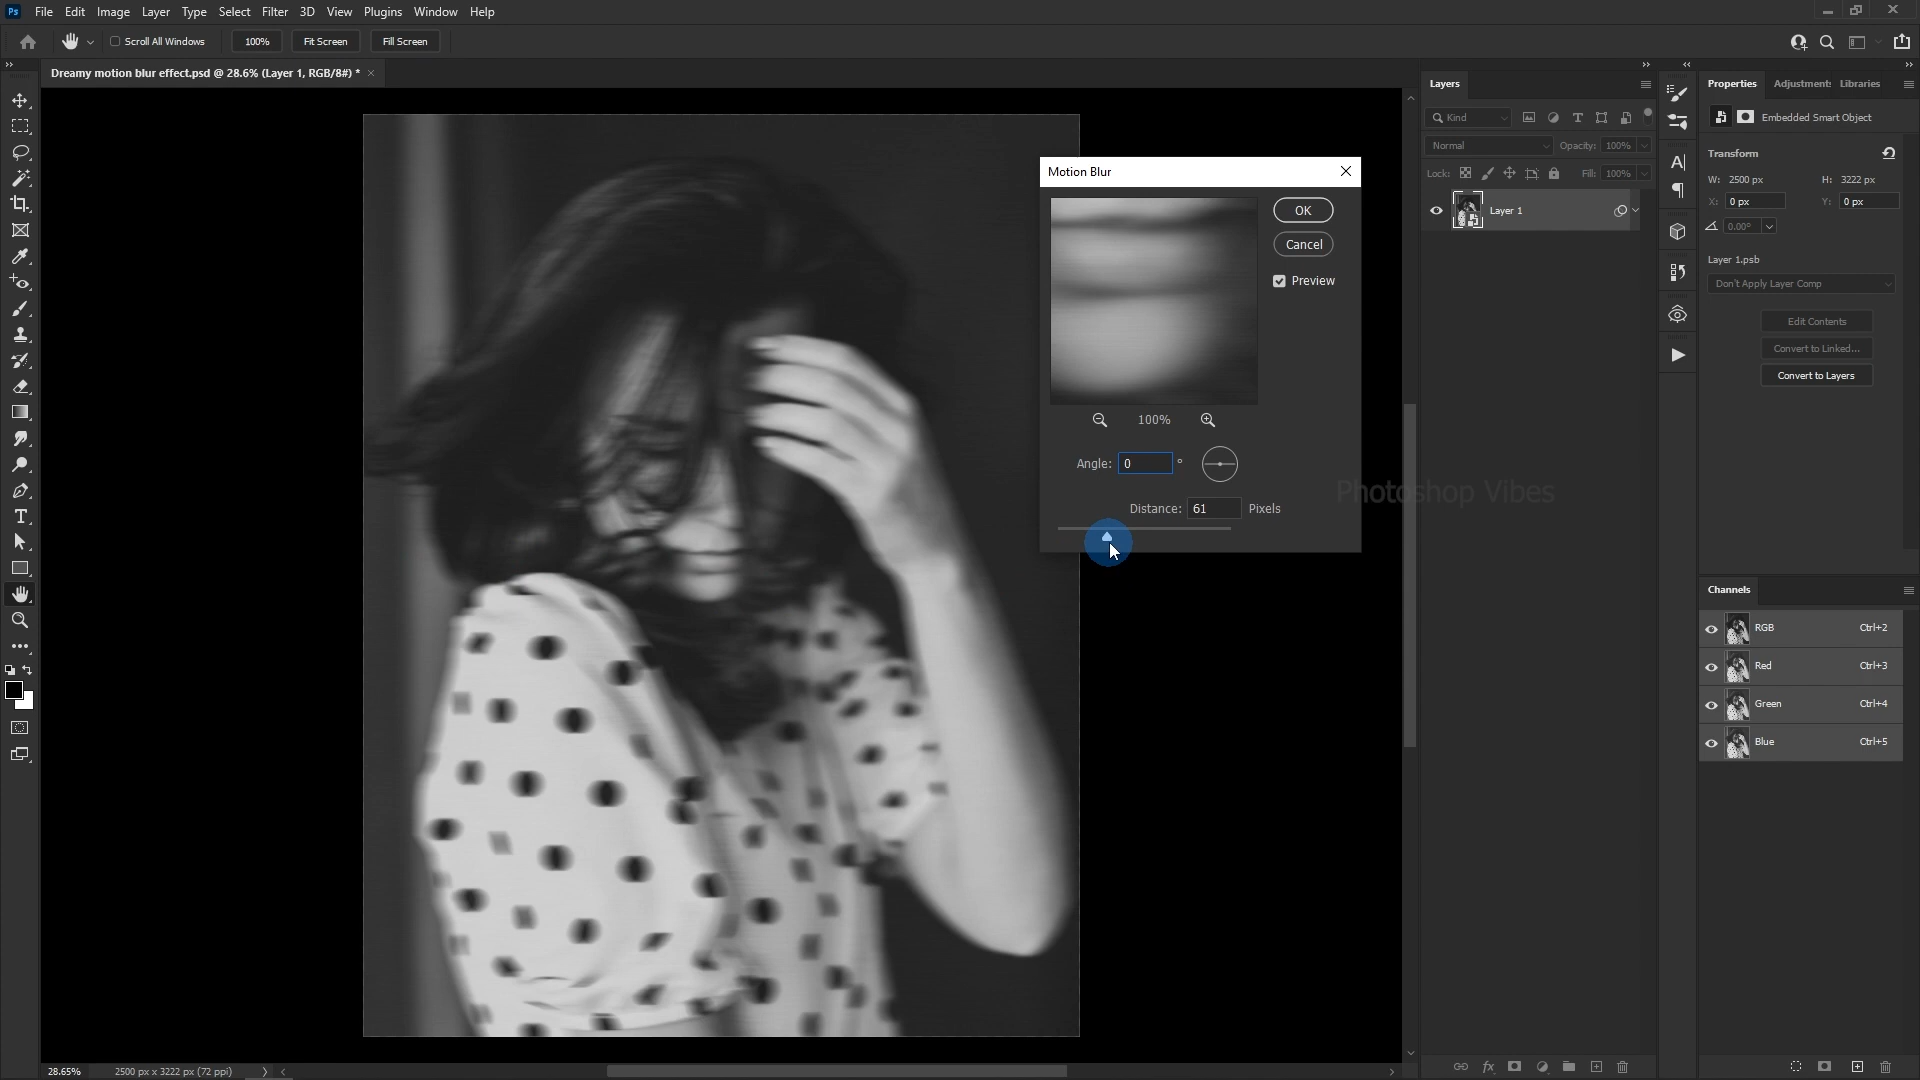 Ps File Edit Image Layer Type Select Filter 3D View Plugins Window Help
Scroll All Windows 100% Fit Screen Fill Screen
Dreamy motion blur effect.psd @ 28.6% (Layer 1, RGB/8#) * ×
Layers
Kind
Normal Opacity: 100%
Lock: Fill: 100%
Layer 1
Motion Blur
OK
Cancel
Preview
100%
Angle: 0 °
Distance: 61 Pixels
Photoshop Vibes
Properties Adjustments Libraries
Embedded Smart Object
Transform
W: 2500 px H: 3222 px
X: 0 px Y: 0 px
0.00°
Layer 1.psb
Don't Apply Layer Comp
Edit Contents
Convert to Linked...
Convert to Layers
Channels
RGB Ctrl+2
Red Ctrl+3
Green Ctrl+4
Blue Ctrl+5
28.65% 2500 px x 3222 px (72 ppi)